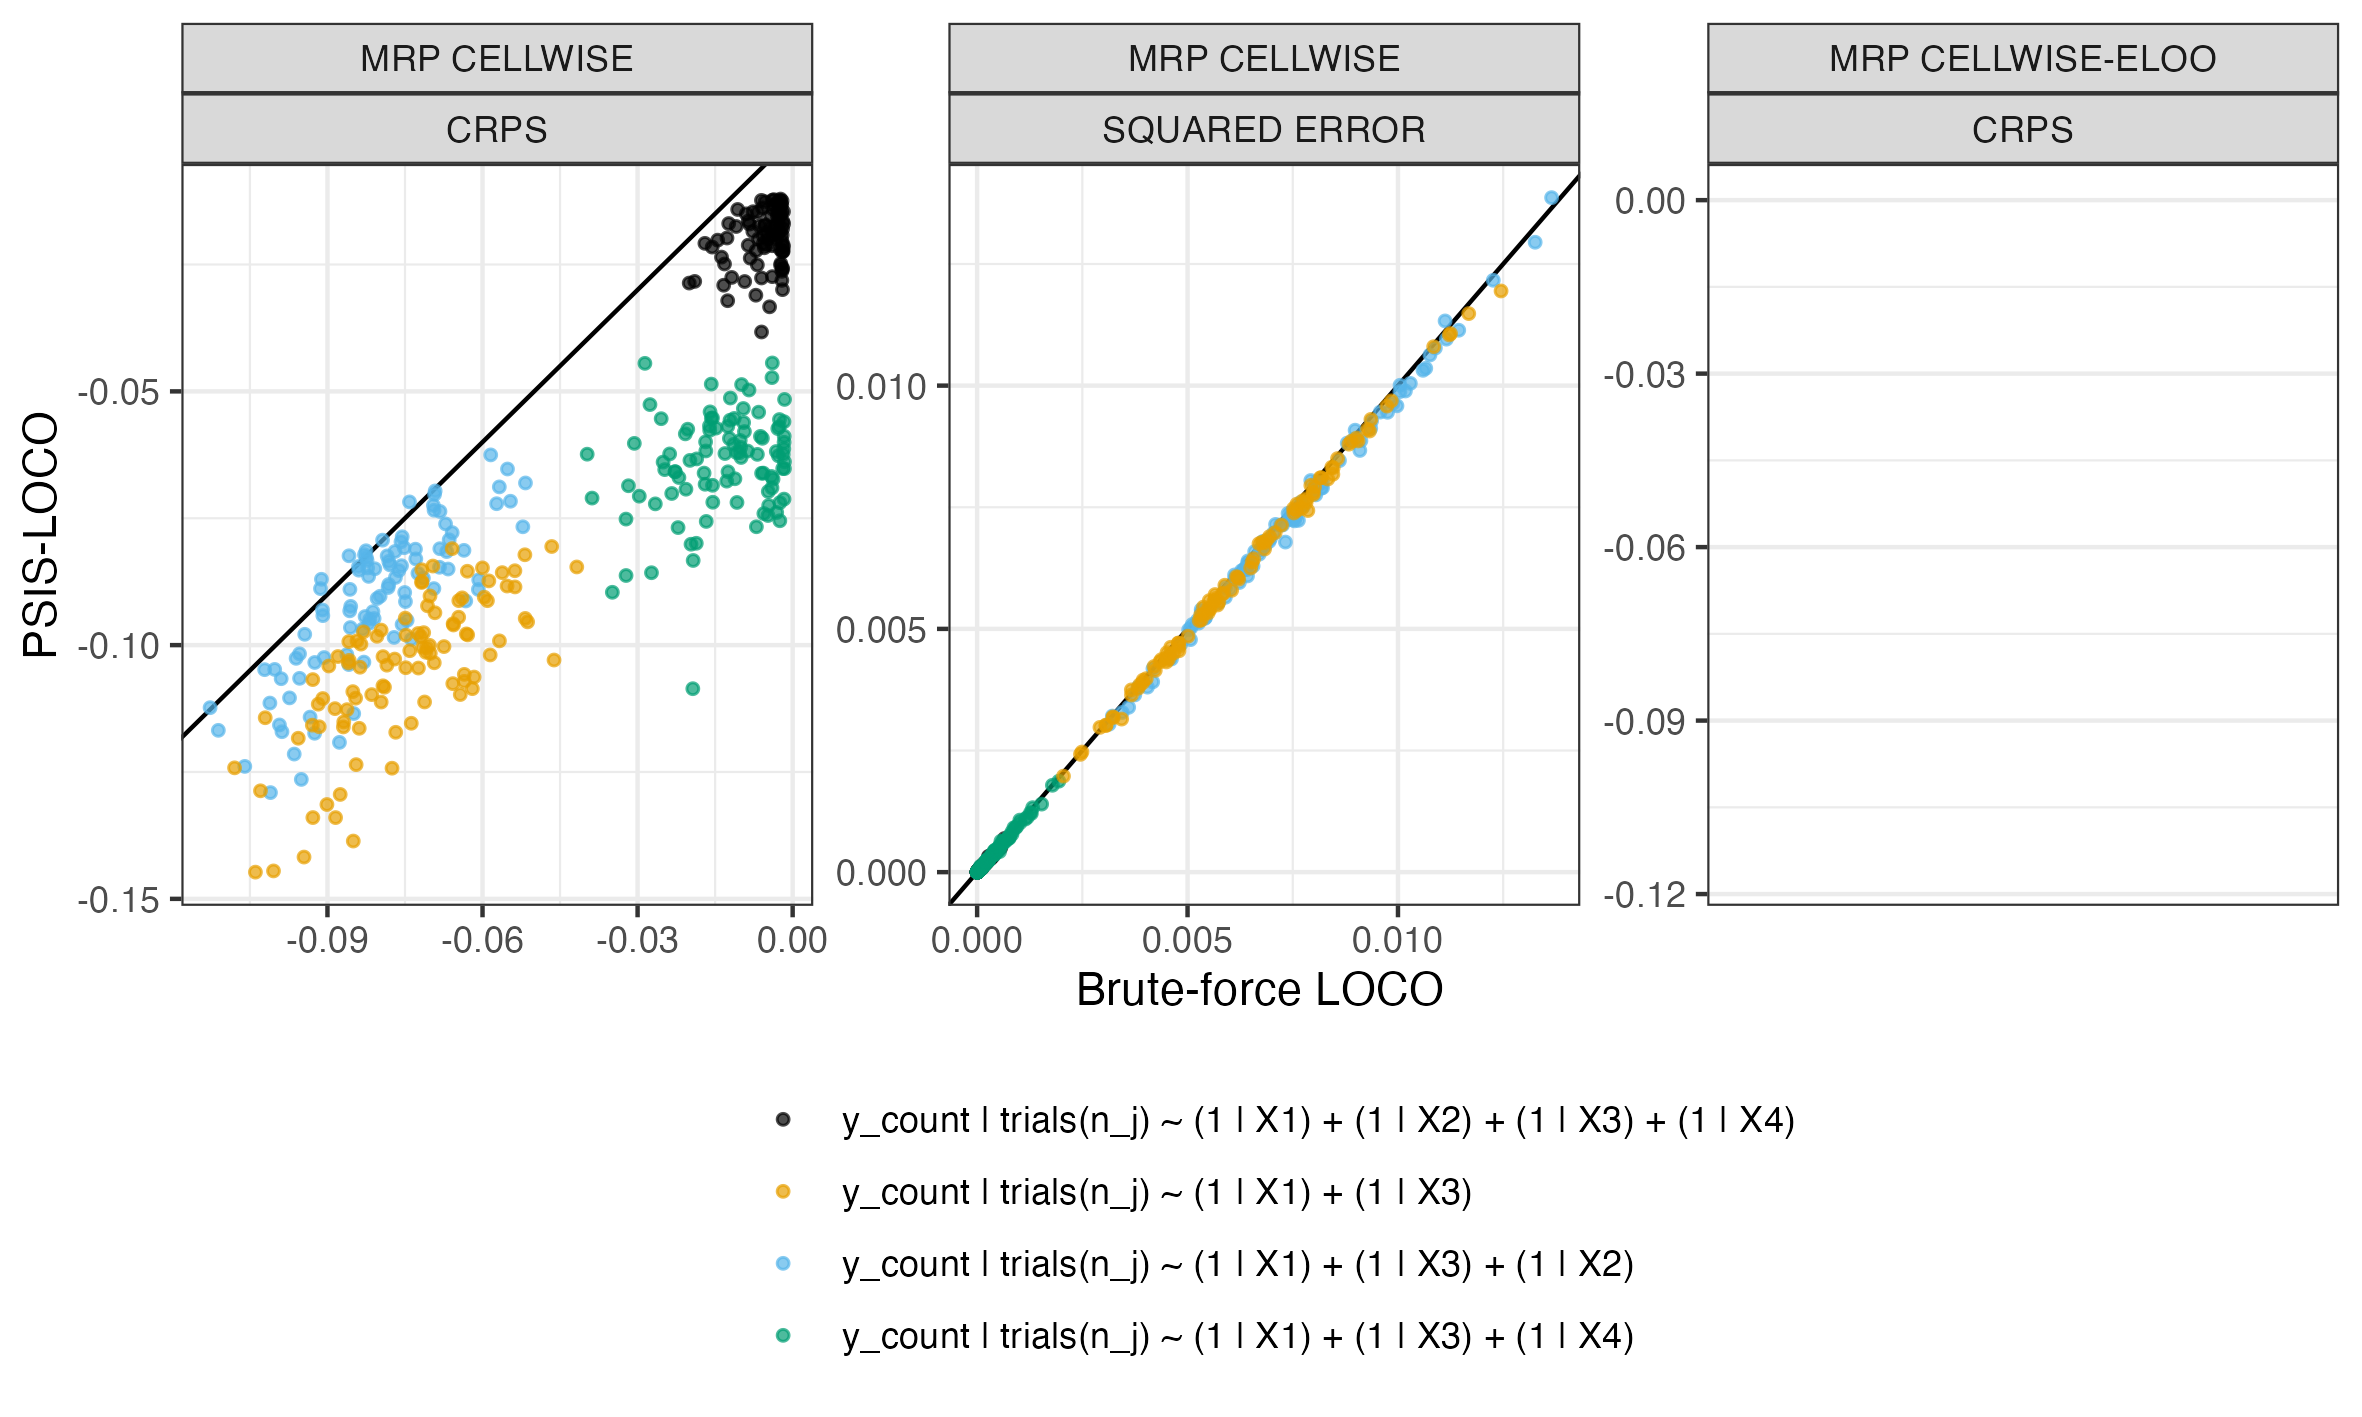 MRP CELLWISE
MRP CELLWISE
MRP CELLWISE-ELOO
CRPS
SQUARED ERROR
CRPS
PSIS-LOCO
-0.05
-0.10
-0.15
0.010
0.005
0.000
0.00
-0.03
-0.06
-0.09
-0.12
-0.09 -0.06 -0.03 0.00
0.000 0.005 0.010
Brute-force LOCO
y_count | trials(n_j) ~ (1 | X1) + (1 | X2) + (1 | X3) + (1 | X4)
y_count | trials(n_j) ~ (1 | X1) + (1 | X3)
y_count | trials(n_j) ~ (1 | X1) + (1 | X3) + (1 | X2)
y_count | trials(n_j) ~ (1 | X1) + (1 | X3) + (1 | X4)